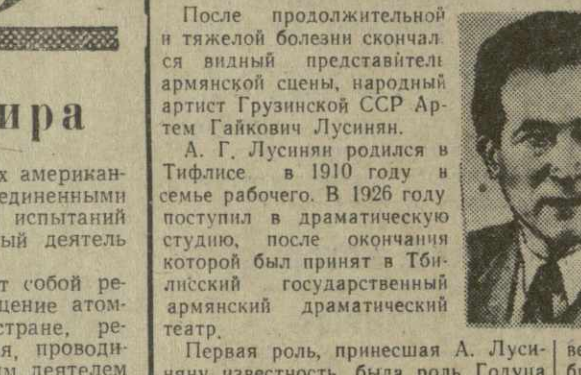 ира
х американ-
единенными
испытаний
ый деятель
т собой ре-
щение атом-
стране, ре-
я, проводи-
м деятелем
После продолжительной
и тяжелой болезни скончал
ся видный представитель
армянской сцены, народный
артист Грузинской ССР Ар-
тем Гайкович Лусинян.
А. Г. Лусинян родился в
Тифлисе в 1910 году в
семье рабочего. В 1926 году
поступил в драматическую
студию, после окончания
которой был принят в Тби-
лисский государственный
армянский драматический
театр.
Первая роль, принесшая А. Луси-
няну известность, была роль Годуна